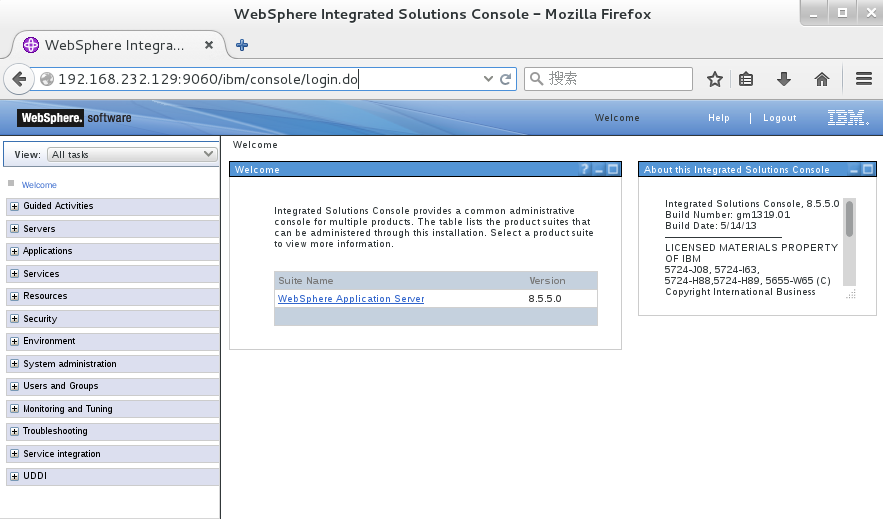 WebSphere Integrated Solutions Console - Mozilla Firefox
WebSphere Integra...
192.168.232.129:9060/ibm/console/login.do
搜索
WebSphere. software
Welcome
Help
Logout
IBM.
View: All tasks
Welcome
Guided Activities
Servers
Applications
Services
Resources
Security
Environment
System administration
Users and Groups
Monitoring and Tuning
Troubleshooting
Service integration
UDDI
Welcome
Welcome
Integrated Solutions Console provides a common administrative
console for multiple products. The table lists the product suites that
can be administered through this installation. Select a product suite
to view more information.
Suite Name Version
WebSphere Application Server 8.5.5.0
About this Integrated Solutions Console
Integrated Solutions Console, 8.5.5.0
Build Number: gm1319.01
Build Date: 5/14/13
LICENSED MATERIALS PROPERTY
OF IBM
5724-J08, 5724-I63,
5724-H88,5724-H89, 5655-W65 (C)
Copyright International Business